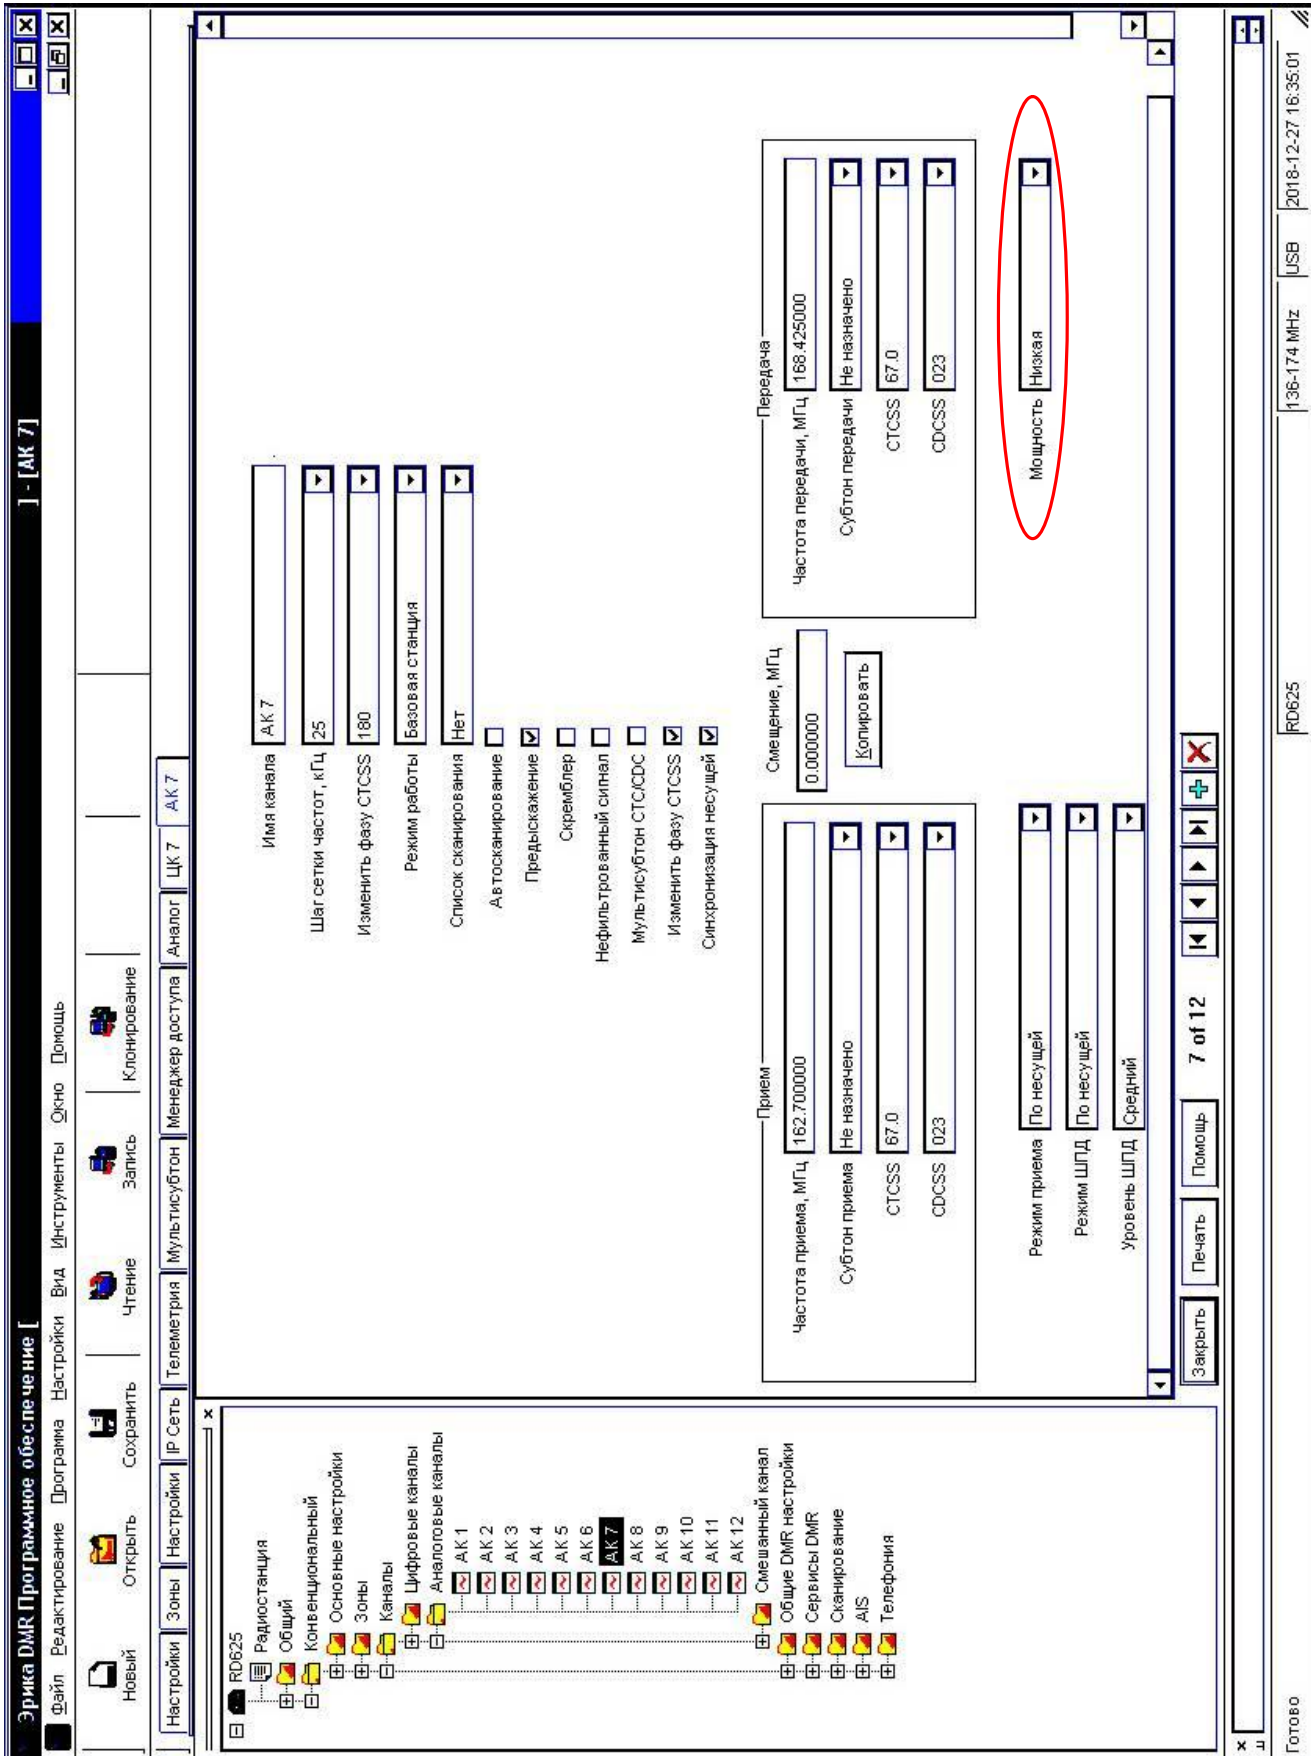 Эрика DMR Программное обеспечение [ ] - [АК 7]
Файл Редактирование Программа Настройки Вид Инструменты Окно Помощь
Новый Открыть Сохранить Чтение Запись Клонирование
Настройки Зоны Настройки IP Сеть Телеметрия Мультисубтон Менеджер доступа Аналог ЦК 7 АК 7
RD625
Радиостанция
Общий
Конвенциональный
Основные настройки
Зоны
Каналы
Цифровые каналы
Аналоговые каналы
АК 1
АК 2
АК 3
АК 4
АК 5
АК 6
АК 7
АК 8
АК 9
АК 10
АК 11
АК 12
Смешанный канал
Общие DMR настройки
Сервисы DMR
Сканирование
AIS
Телефония
Имя канала АК 7
Шаг сетки частот, кГц 25
Изменить фазу CTCSS 180
Режим работы Базовая станция
Список сканирования Нет
Автосканирование
Предыскажение
Скремблер
Нефильтрованный сигнал
Мультисубтон CTC/CDC
Изменить фазу CTCSS
Синхронизация несущей
Прием
Частота приема, МГц 162.700000
Субтон приема Не назначено
CTCSS 67.0
CDCSS 023
Смещение, МГц
0.000000
Копировать
Передача
Частота передачи, МГц 168.425000
Субтон передачи Не назначено
CTCSS 67.0
CDCSS 023
Режим приема По несущей
Режим ШПД По несущей
Уровень ШПД Средний
Мощность Низкая
Закрыть Печать Помощь 7 of 12
Готово RD625 136-174 MHz USB 2018-12-27 16:35:01